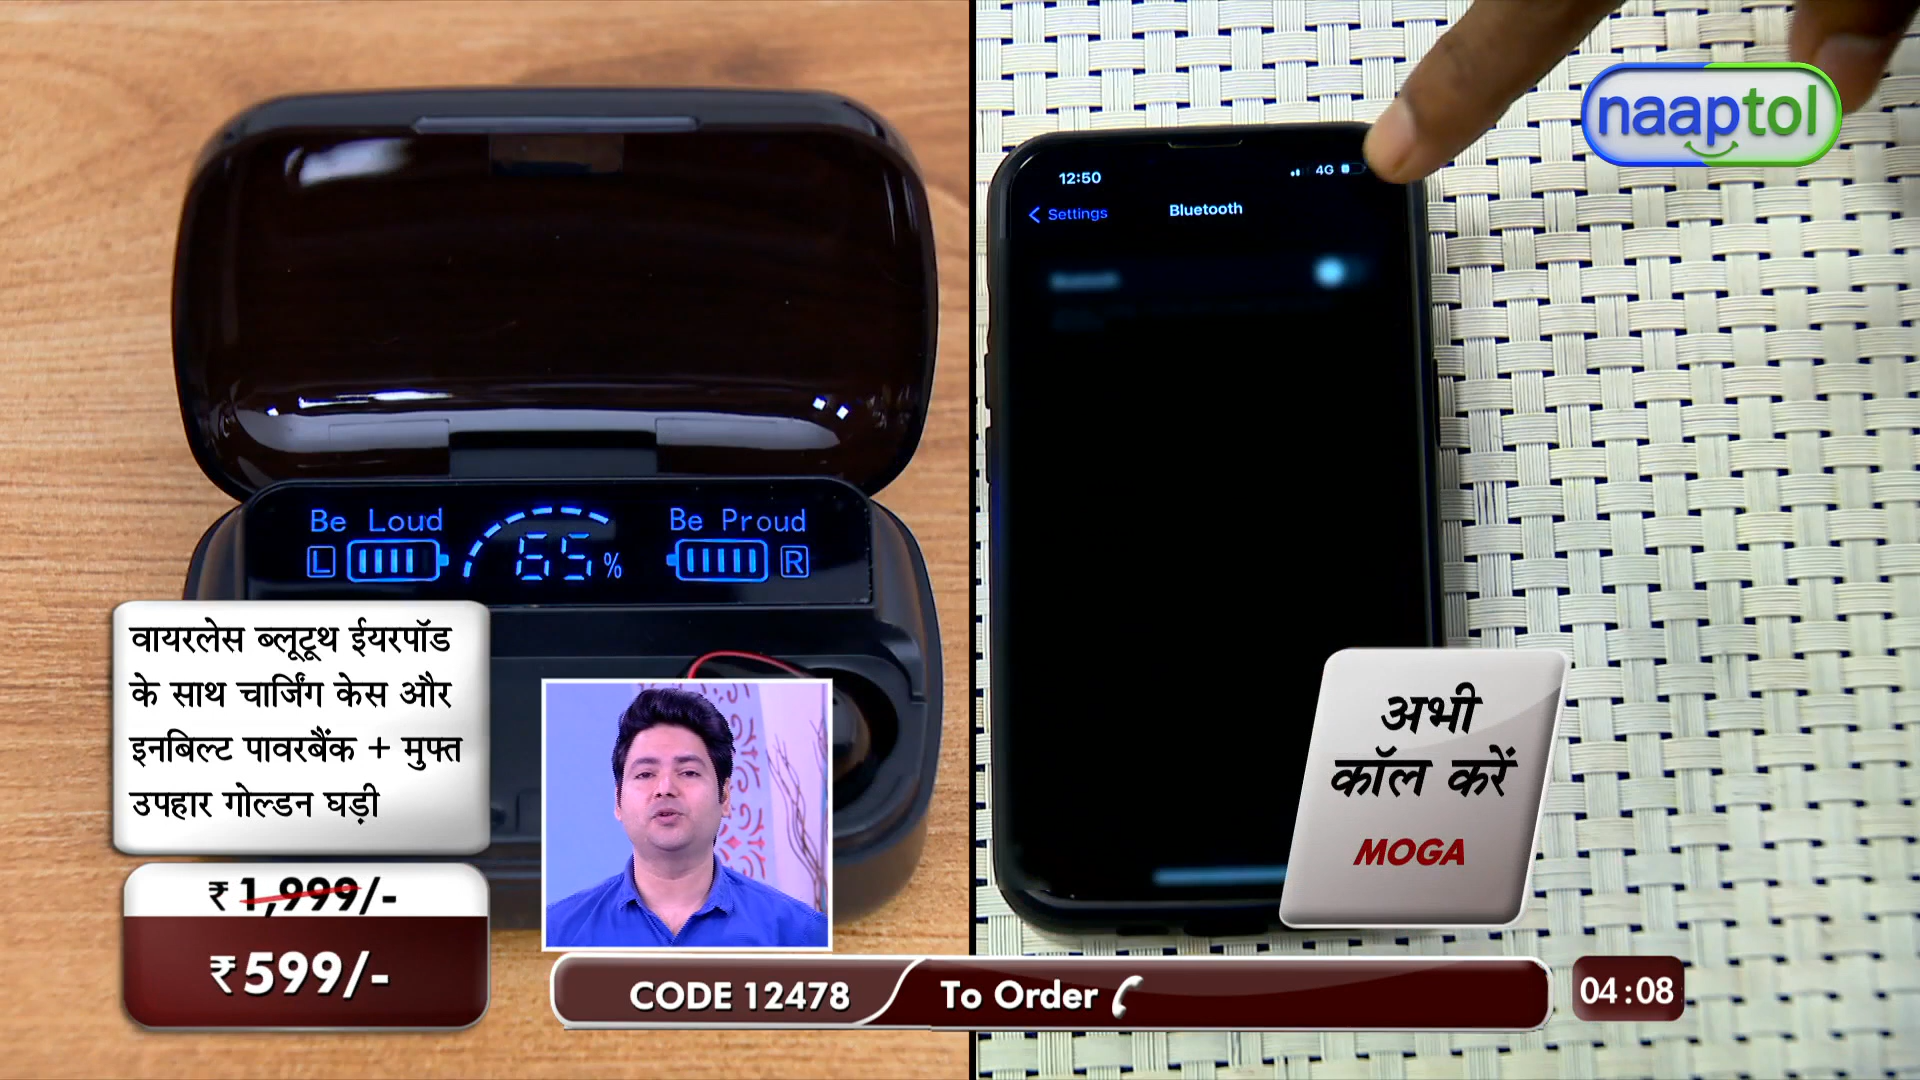 naaptol
12:50
4G
Settings
Bluetooth
Be Loud
Be Proud
L
65%
R
वायरलेस ब्लूटूथ ईयरपॉड
के साथ चार्जिंग केस और
इनबिल्ट पावरबैंक + मुफ्त
उपहार गोल्डन घड़ी
₹ 1,999/-
₹ 599/-
अभी
कॉल करें
MOGA
CODE 12478
To Order
04:08